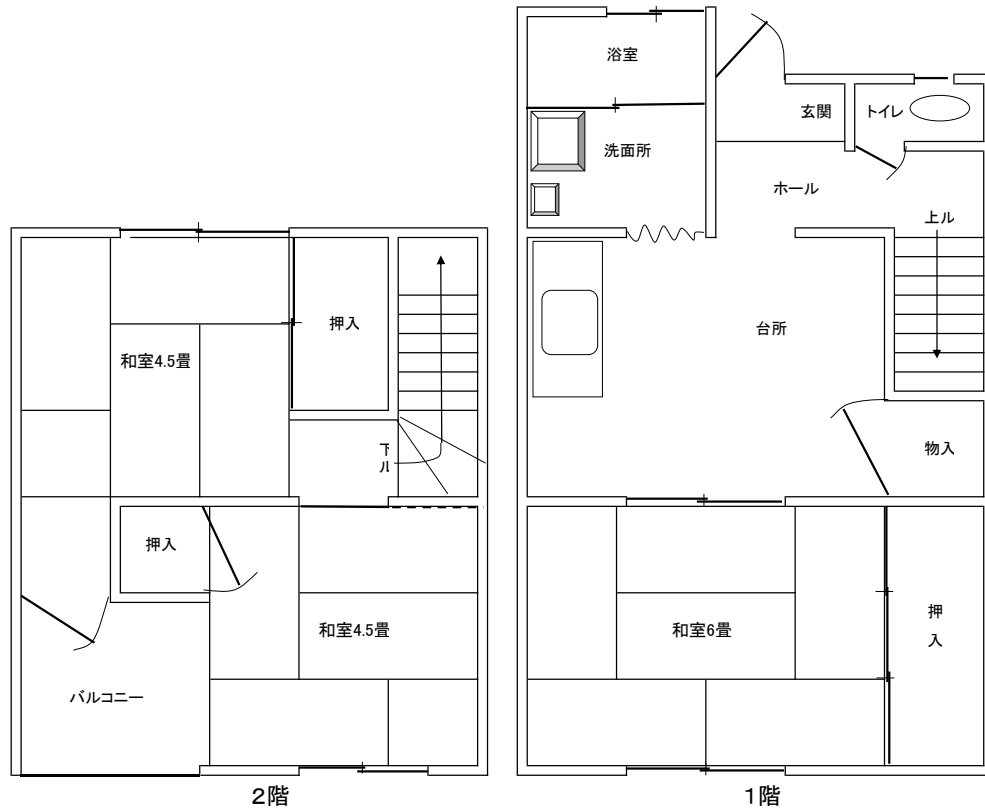 浴室
玄関
トイレ
洗面所
ホール
上ル
押入
台所
和室4.5畳
下
ル
物入
押入
和室4.5畳
和室6畳
押
入
バルコニー
2階
1階